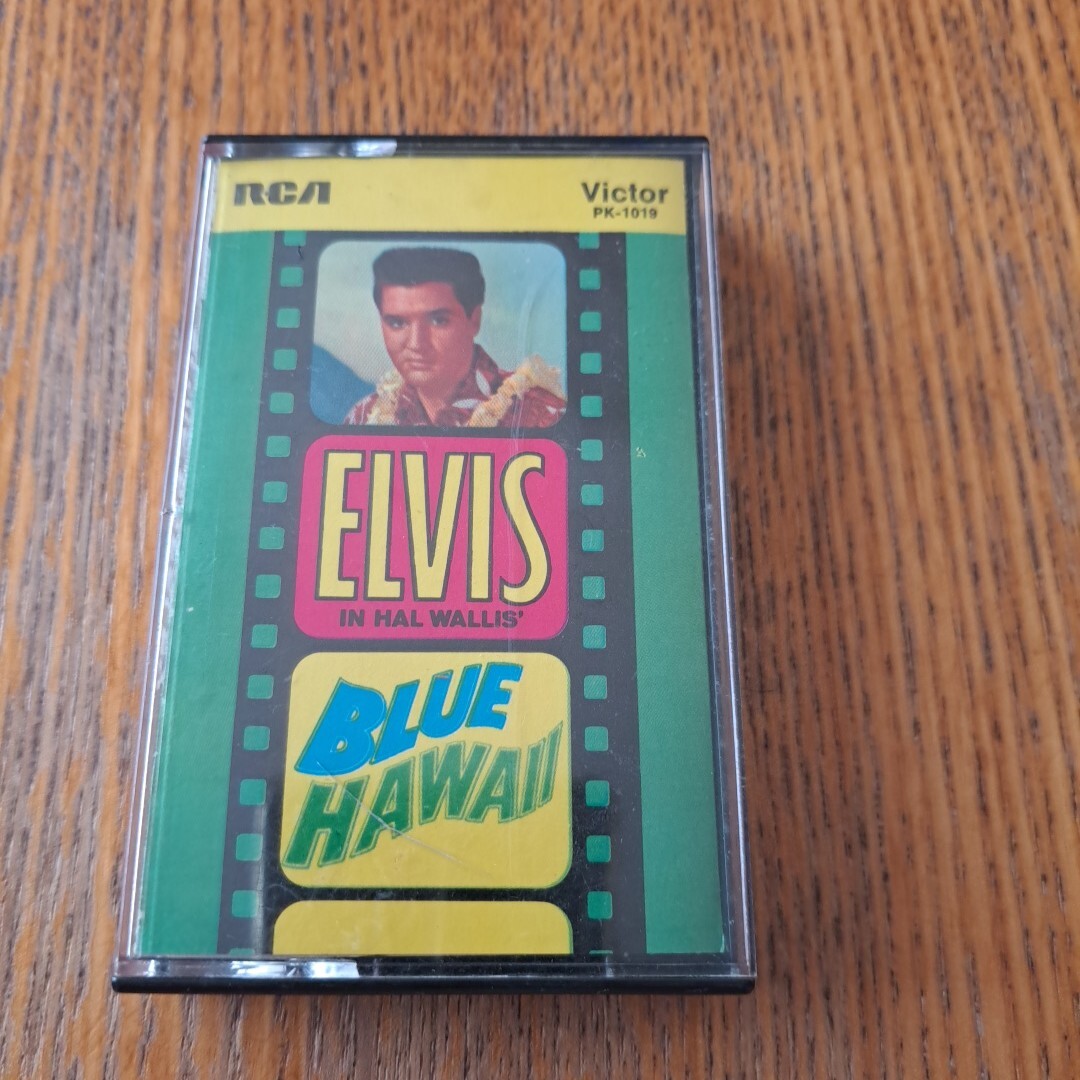 RCA
Victor
PK-1019
ELVIS
IN HAL WALLIS'
BLUE
HAWAII